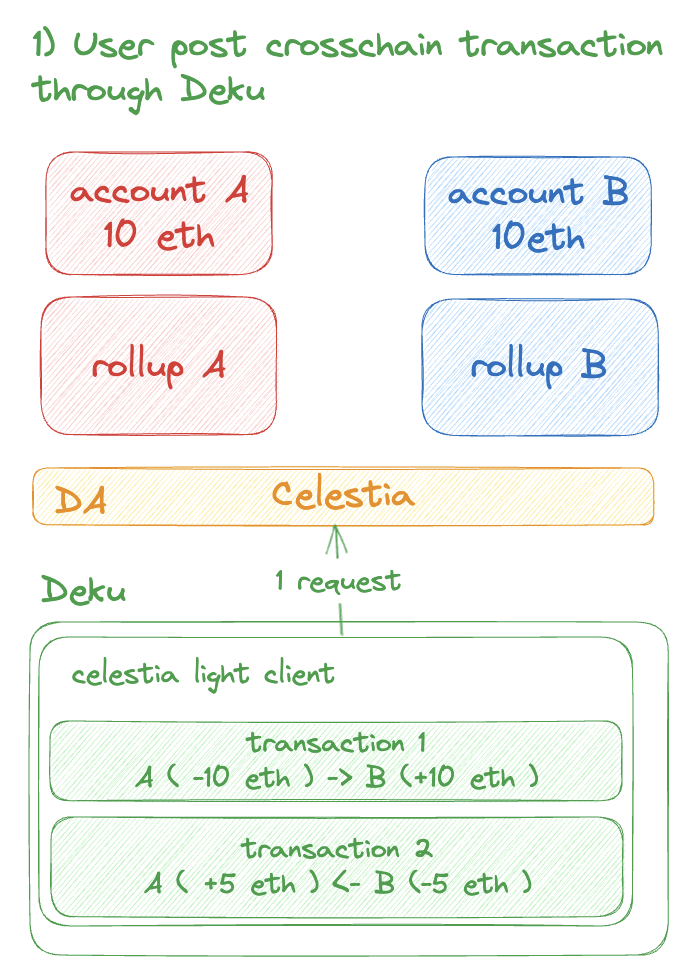 1) User post crosschain transaction
through Deku
account A
10 eth
account B
10eth
rollup A
rollup B
DA
Celestia
1 request
Deku
celestia light client
transaction 1
A ( -10 eth ) -> B (+10 eth )
transaction 2
A ( +5 eth ) <- B (-5 eth )